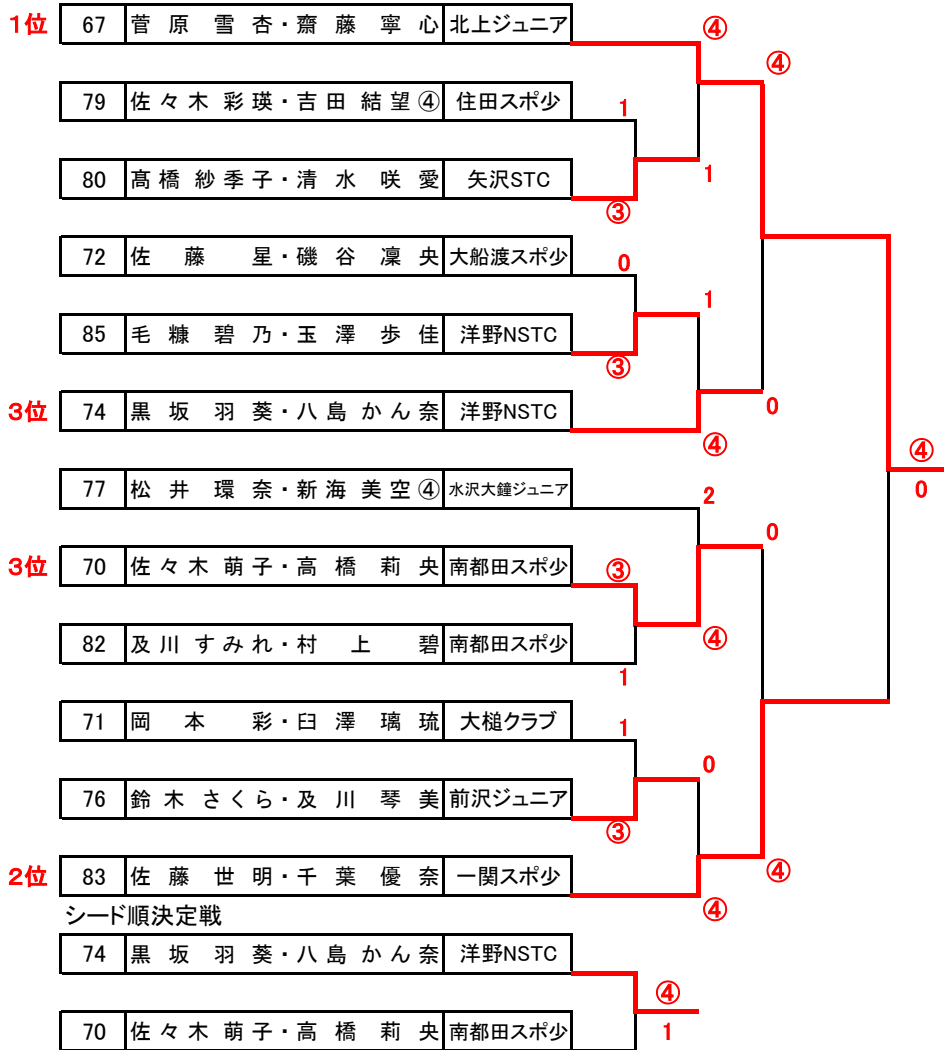 ④
1位 67 菅原 雪杏・齋藤 寧心 北上ジュニア
④
79 佐々木 彩瑛・吉田 結望④ 住田スポ少
1
80 髙橋 紗季子・清水 咲愛 矢沢STC
1
③
72 佐藤 星・磯谷 凜央 大船渡スポ少
0
1
85 毛糠 碧乃・玉澤 歩佳 洋野NSTC
③
3位 74 黒坂 羽葵・八島 かん奈 洋野NSTC
0
④
④
0
77 松井 環奈・新海 美空④ 水沢大鐘ジュニア
2
0
3位 70 佐々木 萌子・高橋 莉央 南都田スポ少
③
82 及川 すみれ・村上 碧 南都田スポ少
④
1
71 岡本 彩・臼澤 璃琉 大槌クラブ
1
0
76 鈴木 さくら・及川 琴美 前沢ジュニア
③
2位 83 佐藤 世明・千葉 優奈 一関スポ少
④
④
シード順決定戦
74 黒坂 羽葵・八島 かん奈 洋野NSTC
④
1
70 佐々木 萌子・高橋 莉央 南都田スポ少